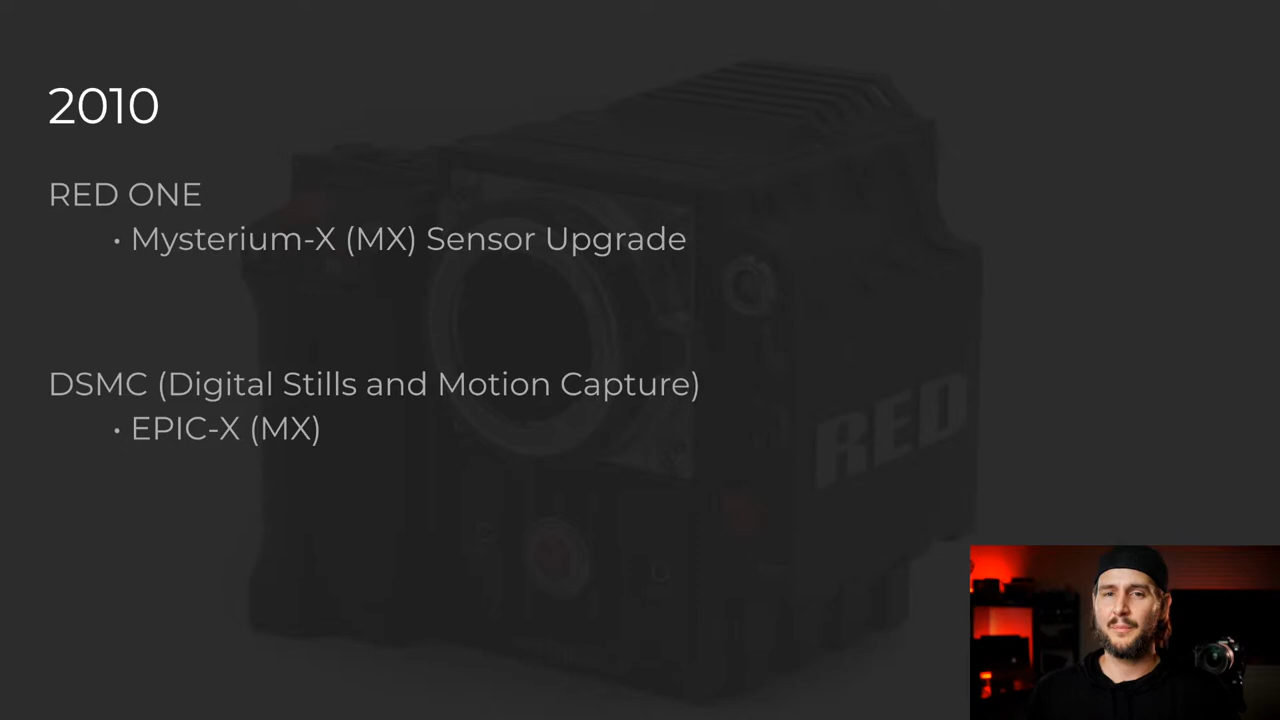 2010
RED ONE
• Mysterium-X (MX) Sensor Upgrade
DSMC (Digital Stills and Motion Capture)
• EPIC-X (MX)
RED